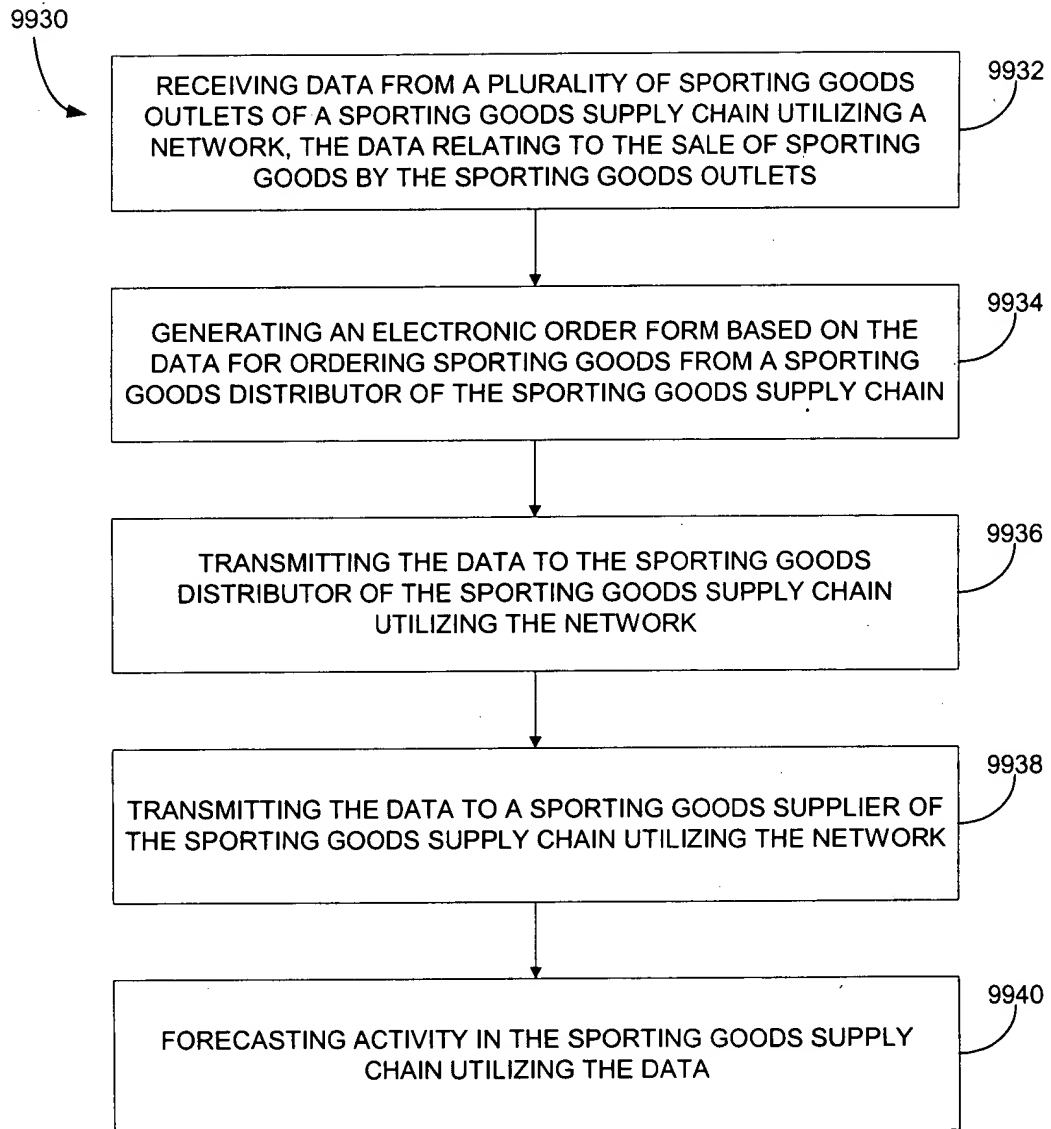 9930
RECEIVING DATA FROM A PLURALITY OF SPORTING GOODS
OUTLETS OF A SPORTING GOODS SUPPLY CHAIN UTILIZING A
NETWORK, THE DATA RELATING TO THE SALE OF SPORTING
GOODS BY THE SPORTING GOODS OUTLETS
9932
GENERATING AN ELECTRONIC ORDER FORM BASED ON THE
DATA FOR ORDERING SPORTING GOODS FROM A SPORTING
GOODS DISTRIBUTOR OF THE SPORTING GOODS SUPPLY CHAIN
9934
TRANSMITTING THE DATA TO THE SPORTING GOODS
DISTRIBUTOR OF THE SPORTING GOODS SUPPLY CHAIN
UTILIZING THE NETWORK
9936
TRANSMITTING THE DATA TO A SPORTING GOODS SUPPLIER OF
THE SPORTING GOODS SUPPLY CHAIN UTILIZING THE NETWORK
9938
FORECASTING ACTIVITY IN THE SPORTING GOODS SUPPLY
CHAIN UTILIZING THE DATA
9940